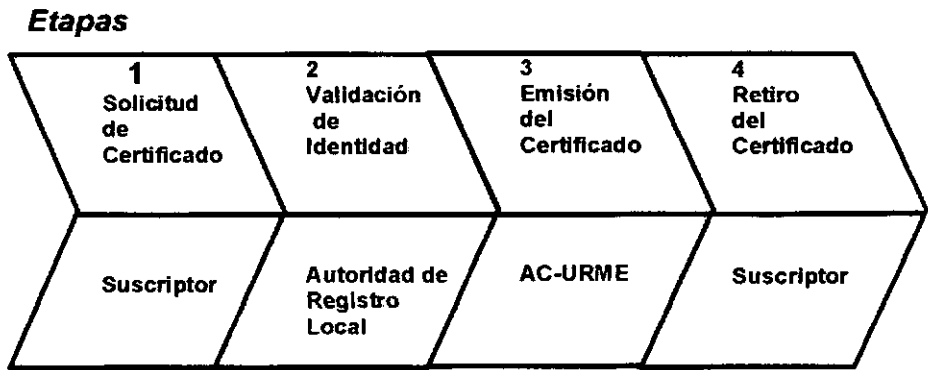 Etapas
1
Solicitud
de
Certificado
2
Validación
de
Identidad
3
Emisión
del
Certificado
4
Retiro
del
Certificado
Suscriptor
Autoridad de
Registro
Local
AC-URME
Suscriptor